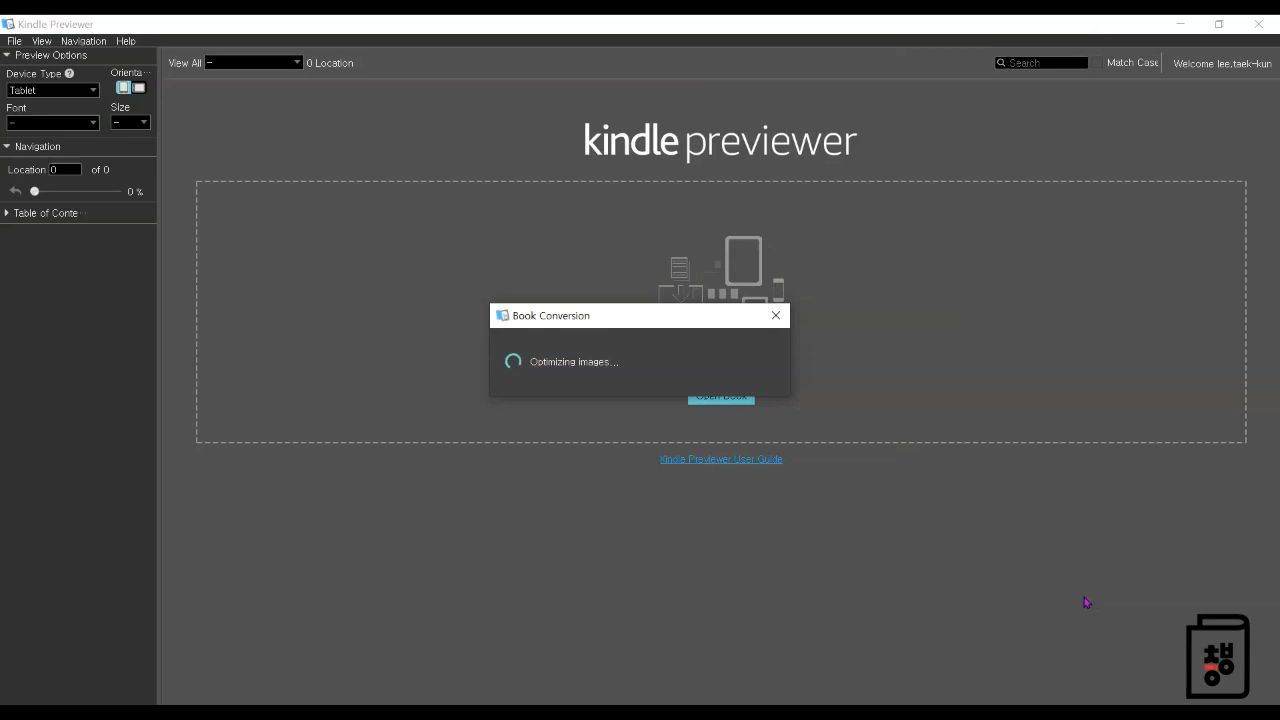 Kindle Previewer
File View Navigation Help
Preview Options
View All – 0 Location
Search
Match Case
Welcome lee.taek-kun
Device Type ? Orienta...
Tablet
Font Size
– –
Navigation
Location 0 of 0
0 %
Table of Conte...
kindle previewer
Book Conversion
Optimizing images...
Open Book
Kindle Previewer User Guide